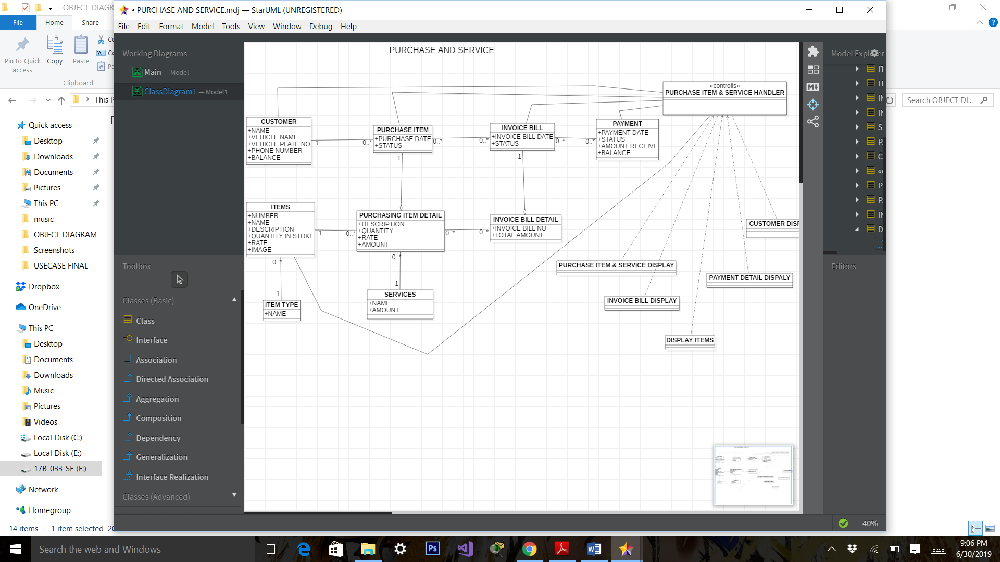 OBJECT DIAGR
PURCHASE AND SERVICE.mdj — StarUML (UNREGISTERED)
File
Home
Share
File Edit Format Model Tools View Window Debug Help
Pin to Quick
access
Copy
Paste
Clipboard
This P
Search OBJECT DI...
Quick access
Desktop
Downloads
Documents
Pictures
This PC
music
OBJECT DIAGRAM
Screenshots
USECASE FINAL
Dropbox
OneDrive
This PC
Desktop
Documents
Downloads
Music
Pictures
Videos
Local Disk (C:)
Local Disk (E:)
17B-033-SE (F:)
Network
Homegroup
14 items 1 item selected
Working Diagrams
Main — Model
ClassDiagram1 — Model1
Toolbox
Classes (Basic)
Class
Interface
Association
Directed Association
Aggregation
Composition
Dependency
Generalization
Interface Realization
Classes (Advanced)
PURCHASE AND SERVICE
«controlls»
PURCHASE ITEM & SERVICE HANDLER
CUSTOMER
+NAME
+VEHICLE NAME
+VEHICLE PLATE NO
+PHONE NUMBER
+BALANCE
1
0..*
PURCHASE ITEM
+PURCHASE DATE
+STATUS
0..*
0..*
1
INVOICE BILL
+INVOICE BILL DATE
+STATUS
0..*
0..*
1
PAYMENT
+PAYMENT DATE
+STATUS
+AMOUNT RECEIVE
+BALANCE
ITEMS
+NUMBER
+NAME
+DESCRIPTION
+QUANTITY IN STOKE
+RATE
+IMAGE
1
0..*
0..*
1
PURCHASING ITEM DETAIL
+DESCRIPTION
+QUANTITY
+RATE
+AMOUNT
0..*
0..*
0..*
1
INVOICE BILL DETAIL
+INVOICE BILL NO
+TOTAL AMOUNT
ITEM TYPE
+NAME
SERVICES
+NAME
+AMOUNT
CUSTOMER DISP
PURCHASE ITEM & SERVICE DISPLAY
PAYMENT DETAIL DISPALY
INVOICE BILL DISPLAY
DISPLAY ITEMS
Model Explorer
Editors
40%
Search the web and Windows
9:06 PM
6/30/2019